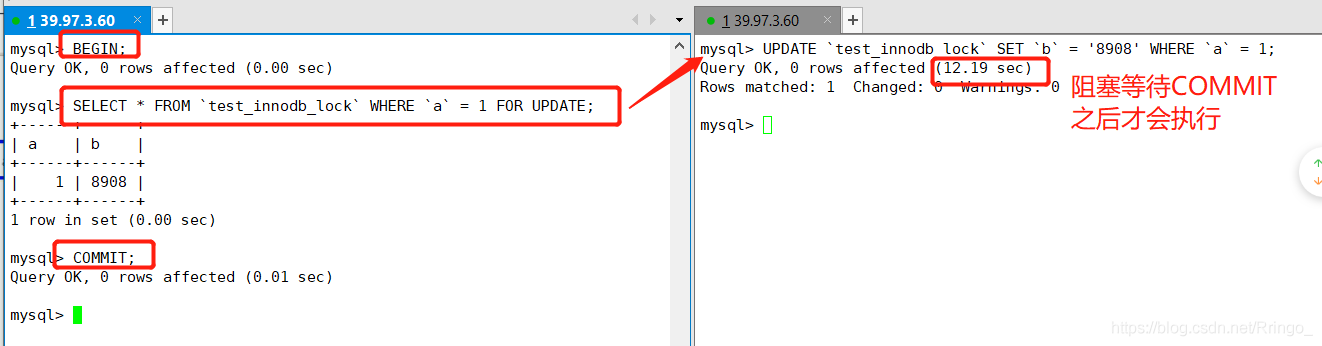 1 39.97.3.60 × +
mysql> BEGIN;
Query OK, 0 rows affected (0.00 sec)
mysql> SELECT * FROM `test_innodb_lock` WHERE `a` = 1 FOR UPDATE;
+------+------+
| a    | b    |
+------+------+
|    1 | 8908 |
+------+------+
1 row in set (0.00 sec)
mysql> COMMIT;
Query OK, 0 rows affected (0.01 sec)
mysql>
1 39.97.3.60 × +
mysql> UPDATE `test_innodb_lock` SET `b` = '8908' WHERE `a` = 1;
Query OK, 0 rows affected (12.19 sec)
Rows matched: 1  Changed: 0  Warnings: 0
mysql>
阻塞等待COMMIT
之后才会执行
https://blog.csdn.net/Rringo_